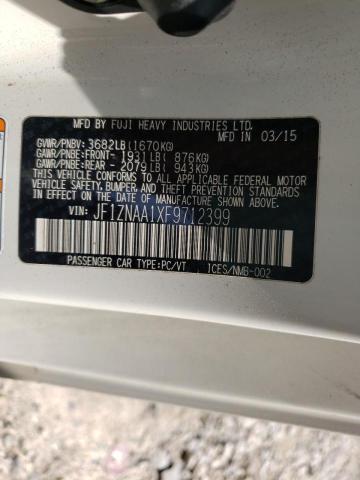 MFD BY FUJI HEAVY INDUSTRIES LTD.
MFD IN 03/15
GVWR/PNBV: 3682LB(1670KG)
GAWR/PNBE:FRONT- 1931LB( 876KG)
GAWR/PNBE:REAR - 2079LB( 943KG)
THIS VEHICLE CONFORMS TO ALL APPLICABLE FEDERAL MOTOR
VEHICLE SAFETY, BUMPER, AND THEFT PREVENTION STANDARDS
IN EFFECT ON THE DATE OF MANUFACTURE SHOWN ABOVE.
VIN: JF1ZNAA1XF9712399
PASSENGER CAR TYPE:PC/VT ICES/NMB-002